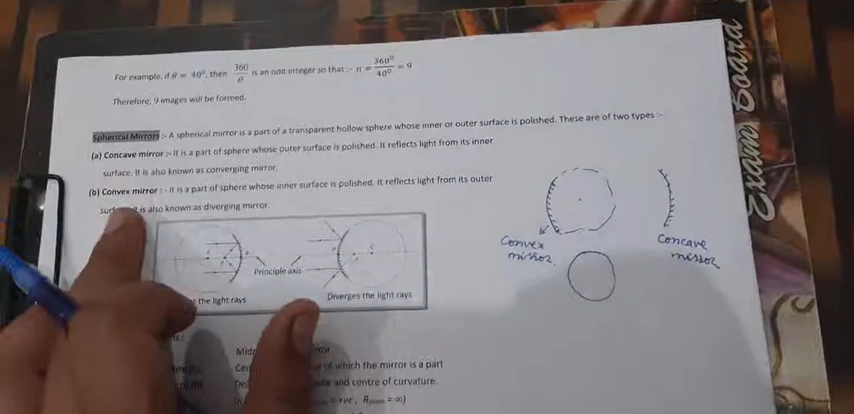 For example, if θ = 40⁰, then 360/θ is an odd integer so that :- n = 360⁰/40⁰ = 9
Therefore, 9 images will be formed.
Spherical Mirrors :- A spherical mirror is a part of a transparent hollow sphere whose inner or outer surface is polished. These are of two types :-
(a) Concave mirror :- It is a part of sphere whose outer surface is polished. It reflects light from its inner
surface. It is also known as converging mirror.
(b) Convex mirror : - It is a part of sphere whose inner surface is polished. It reflects light from its outer
is also known as diverging mirror.
Principle axis
the light rays
Diverges the light rays
Convex
mirror
Concave
mirror
of which the mirror is a part
and centre of curvature.
= +ve,
= ∞)
Exam Board